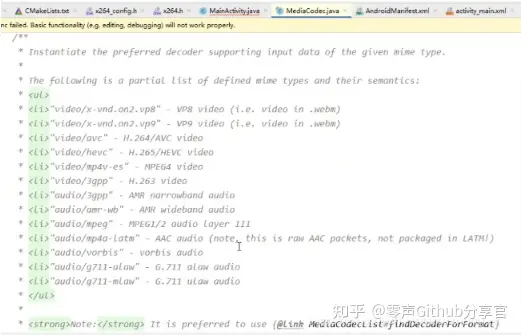 CMakeLists.txt x264_config.h x264.h MainActivity.java MediaCodec.java AndroidManifest.xml activity_main.xml
nc failed. Basic functionality (e.g. editing, debugging) will not work properly.
/**
* Instantiate the preferred decoder supporting input data of the given mime type.
*
* The following is a partial list of defined mime types and their semantics:
* <ul>
* <li>"video/x-vnd.on2.vp8" - VP8 video (i.e. video in .webm)
* <li>"video/x-vnd.on2.vp9" - VP9 video (i.e. video in .webm)
* <li>"video/avc" - H.264/AVC video
* <li>"video/hevc" - H.265/HEVC video
* <li>"video/mp4v-es" - MPEG4 video
* <li>"video/3gpp" - H.263 video
* <li>"audio/3gpp" - AMR narrowband audio
* <li>"audio/amr-wb" - AMR wideband audio
* <li>"audio/mpeg" - MPEG1/2 audio layer III
* <li>"audio/mp4a-latm" - AAC audio (note, this is raw AAC packets, not packaged in LATM!)
* <li>"audio/vorbis" - vorbis audio
* <li>"audio/g711-alaw" - G.711 alaw audio
* <li>"audio/g711-mlaw" - G.711 ulaw audio
* </ul>
*
* <strong>Note:</strong> It is preferred to use {@link MediaCodecList#findDecoderForFormat}
知乎 @零声Github分享官